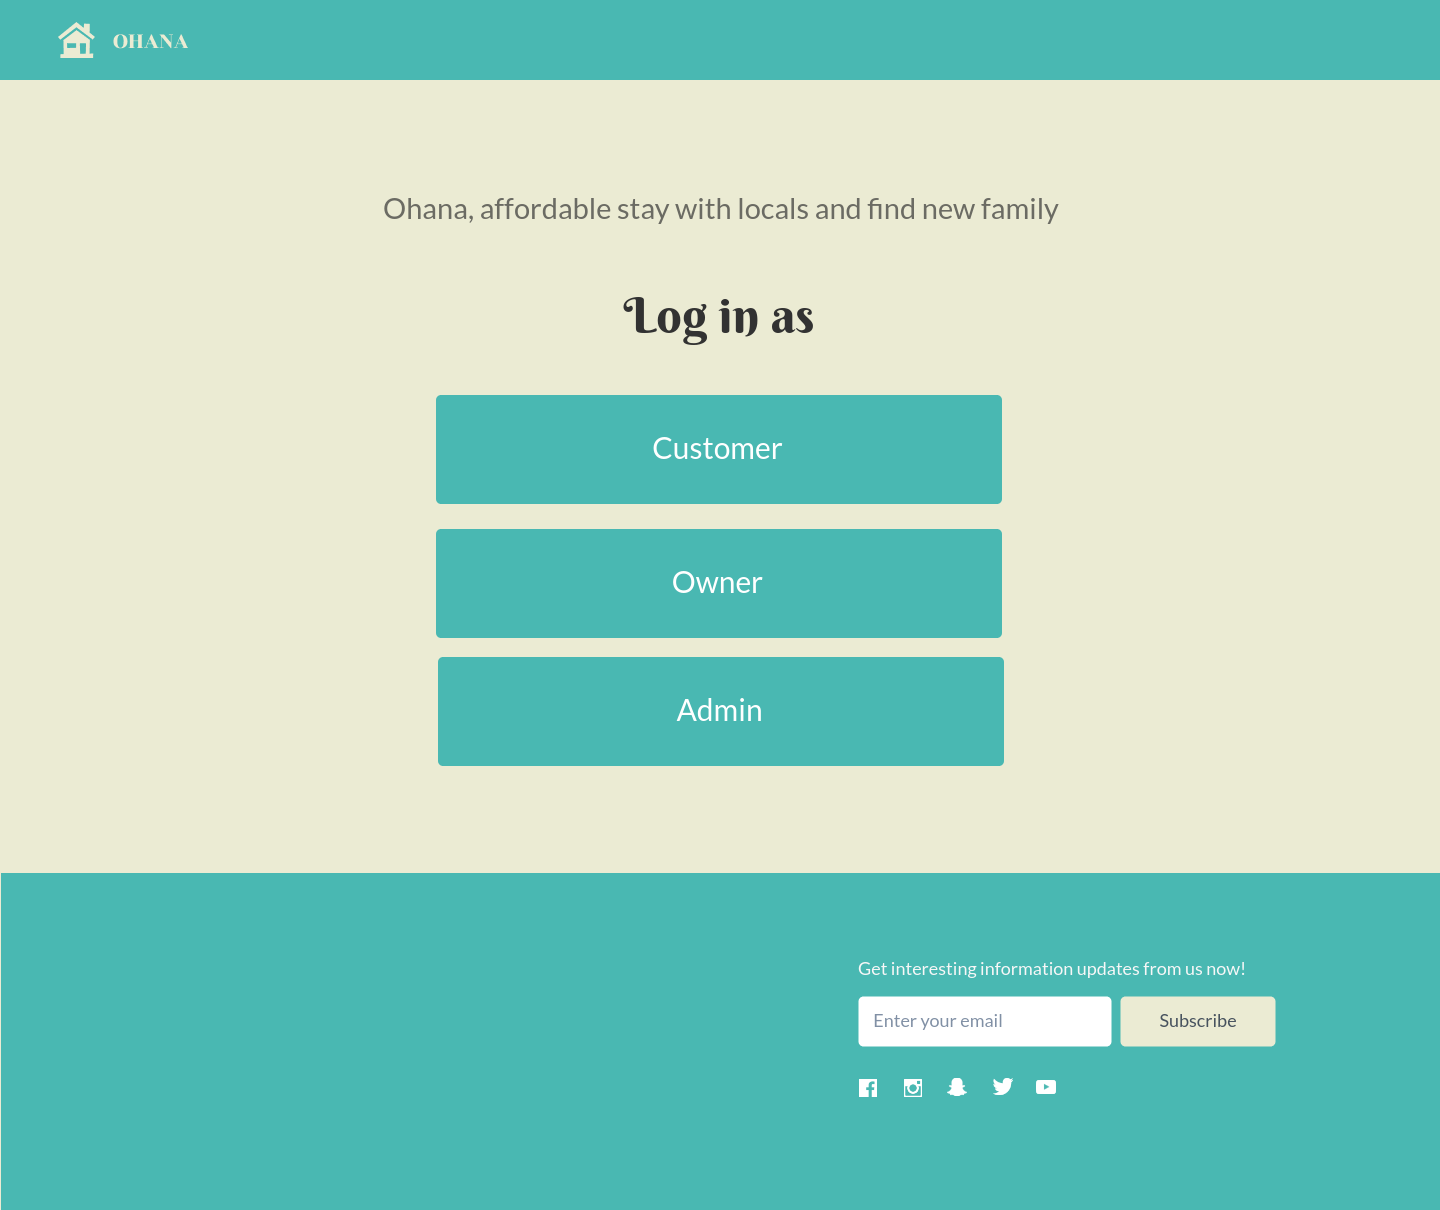 OHANA
Ohana, affordable stay with locals and find new family
Log in as
Customer
Owner
Admin
Get interesting information updates from us now!
Enter your email
Subscribe